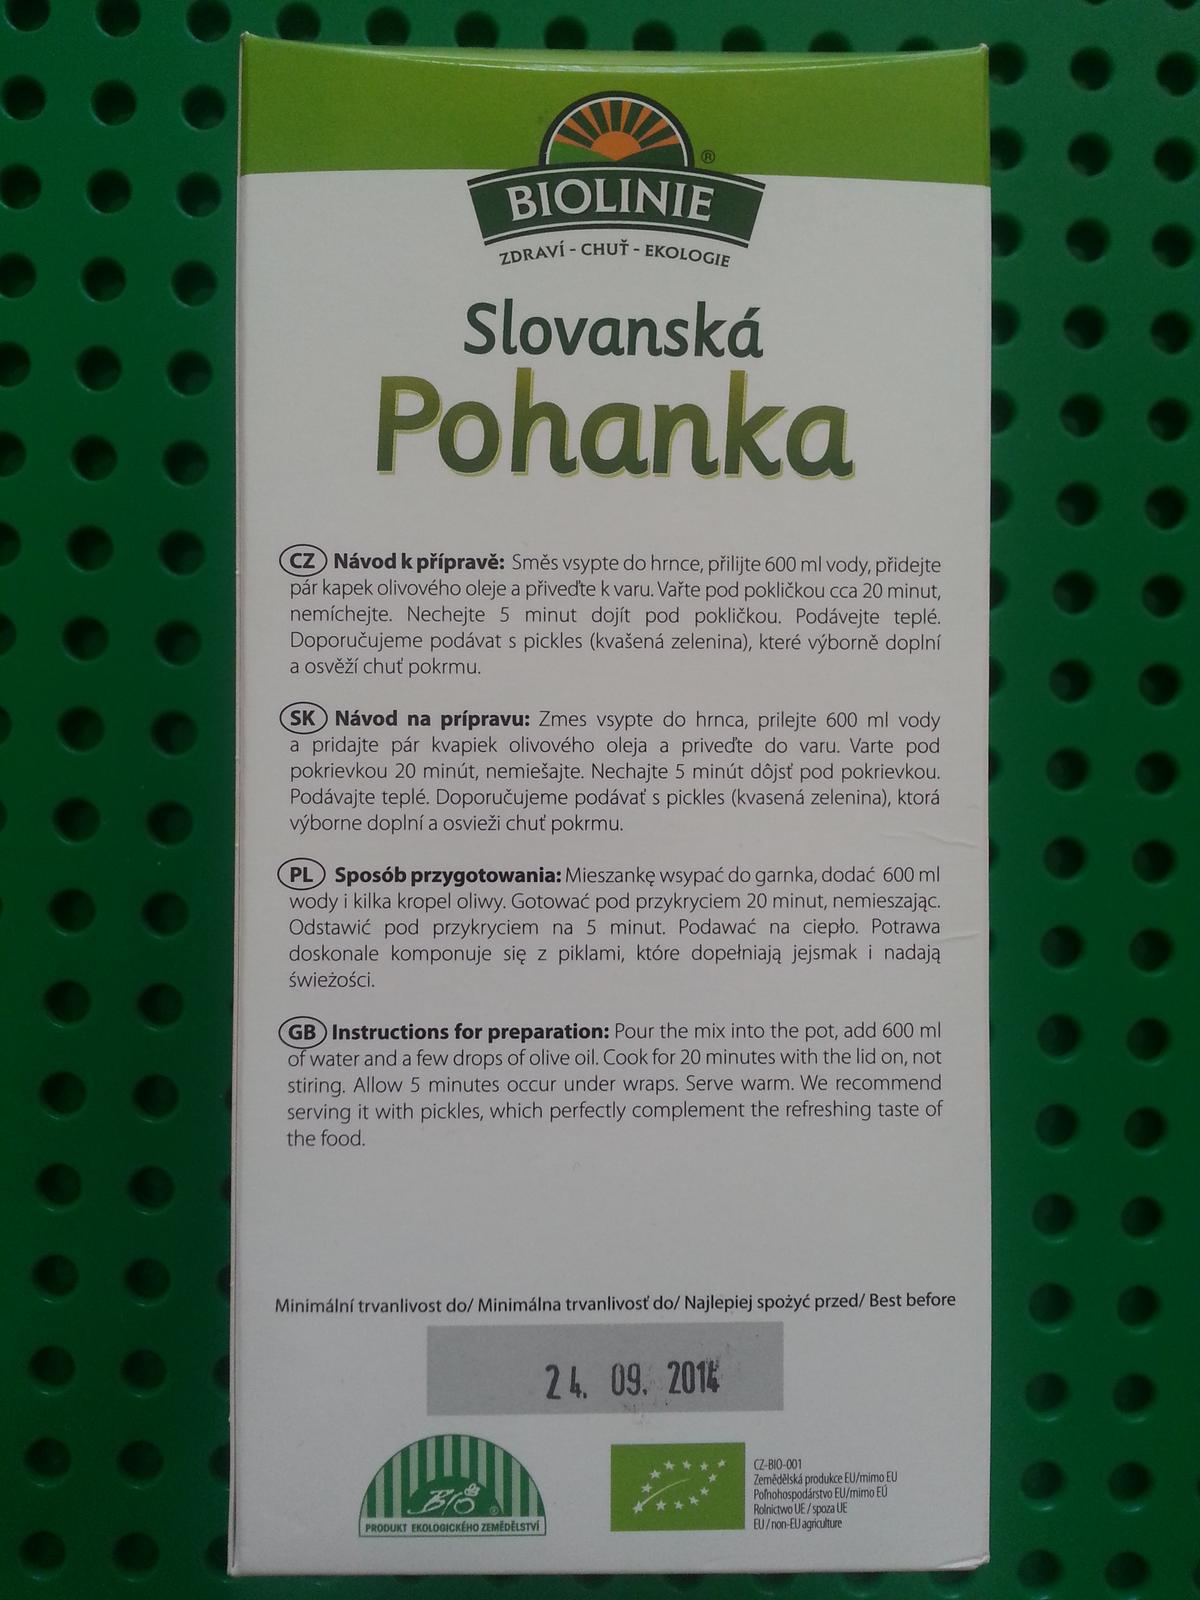 BIOLINIE
®
ZDRAVÍ - CHUŤ - EKOLOGIE
Slovanská
Pohanka
CZ Návod k přípravě: Směs vsypte do hrnce, přilijte 600 ml vody, přidejte
pár kapek olivového oleje a přiveďte k varu. Vařte pod pokličkou cca 20 minut,
nemíchejte. Nechejte 5 minut dojít pod pokličkou. Podávejte teplé.
Doporučujeme podávat s pickles (kvašená zelenina), které výborně doplní
a osvěží chuť pokrmu.
SK Návod na prípravu: Zmes vsypte do hrnca, prilejte 600 ml vody
a pridajte pár kvapiek olivového oleja a priveďte do varu. Varte pod
pokrievkou 20 minút, nemiešajte. Nechajte 5 minút dôjsť pod pokrievkou.
Podávajte teplé. Doporučujeme podávať s pickles (kvasená zelenina), ktorá
výborne doplní a osvieži chuť pokrmu.
PL Sposób przygotowania: Mieszankę wsypać do garnka, dodać 600 ml
wody i kilka kropel oliwy. Gotować pod przykryciem 20 minut, nemieszając.
Odstawić pod przykryciem na 5 minut. Podawać na ciepło. Potrawa
doskonale komponuje się z piklami, które dopełniają jejsmak i nadają
świeżości.
GB Instructions for preparation: Pour the mix into the pot, add 600 ml
of water and a few drops of olive oil. Cook for 20 minutes with the lid on, not
stiring. Allow 5 minutes occur under wraps. Serve warm. We recommend
serving it with pickles, which perfectly complement the refreshing taste of
the food.
Minimální trvanlivost do/ Minimálna trvanlivosť do/ Najlepiej spożyć przed/ Best before
24. 09. 2014
BIO ®
PRODUKT EKOLOGICKÉHO ZEMĚDĚLSTVÍ
CZ-BIO-001
Zemědělská produkce EU/mimo EU
Poľnohospodárstvo EU/mimo EÚ
Rolnictwo UE / spoza UE
EU / non-EU agriculture